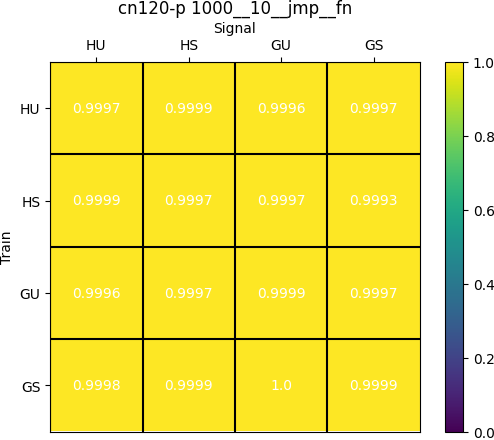 cn120-p 1000__10__jmp__fn
Signal
HU HS GU GS
HU 0.9997 0.9999 0.9996 0.9997
HS 0.9999 0.9997 0.9997 0.9993
GU 0.9996 0.9997 0.9999 0.9997
GS 0.9998 0.9999 1.0 0.9999
Train
1.0
0.8
0.6
0.4
0.2
0.0